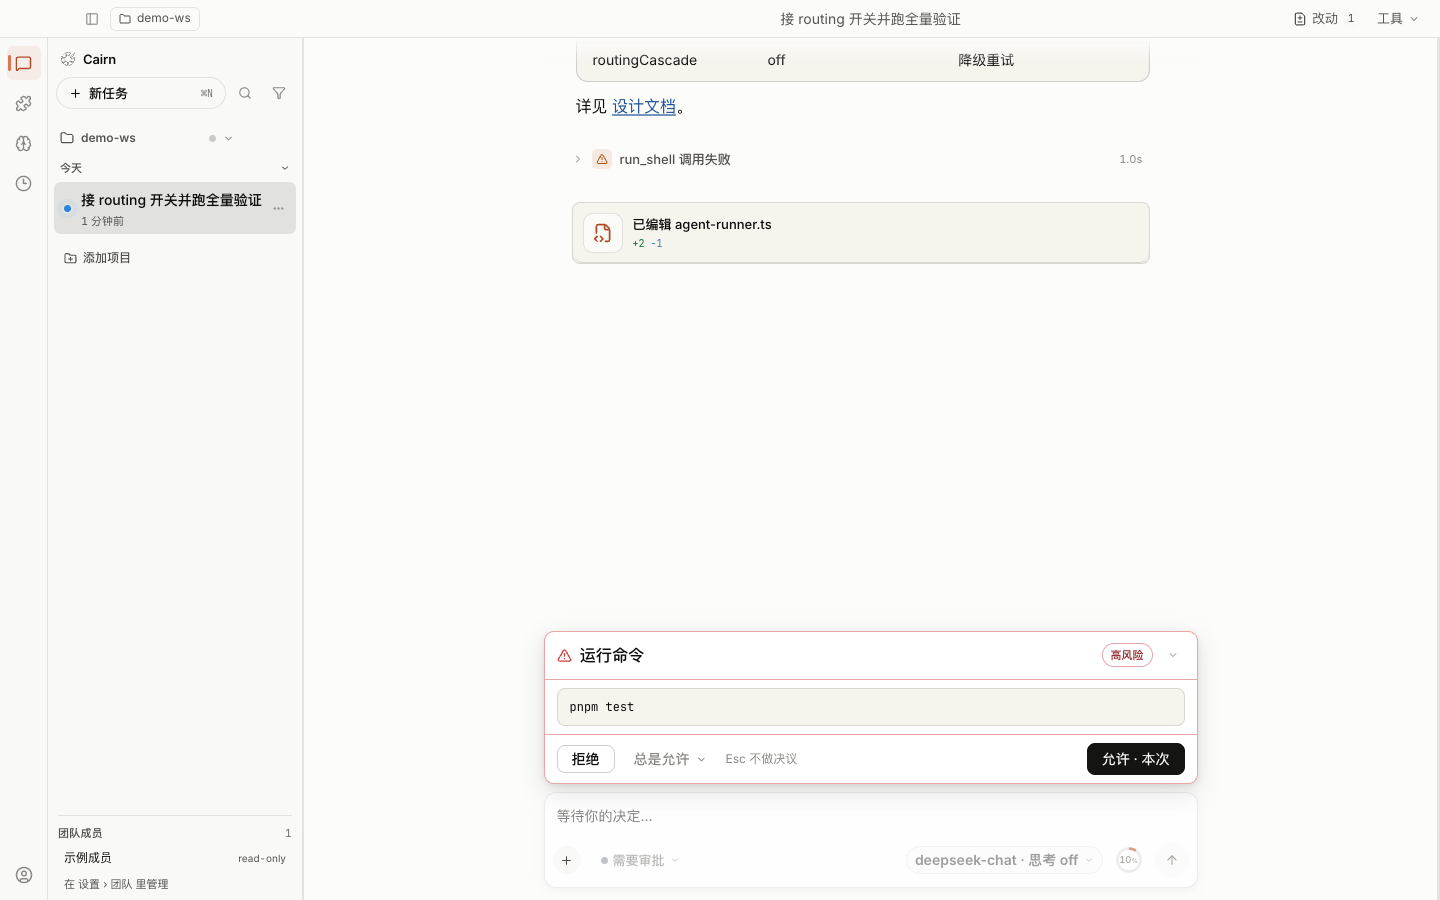 demo-ws
接 routing 开关并跑全量验证
改动 1
工具
Cairn
新任务 ⌘N
demo-ws
今天
接 routing 开关并跑全量验证
1 分钟前
添加项目
团队成员 1
示例成员 read-only
在 设置 › 团队 里管理
routingCascade off 降级重试
详见 设计文档。
run_shell 调用失败 1.0s
已编辑 agent-runner.ts
+2 -1
运行命令 高风险
pnpm test
拒绝 总是允许 Esc 不做决议 允许 · 本次
等待你的决定...
需要审批 deepseek-chat · 思考 off 10%